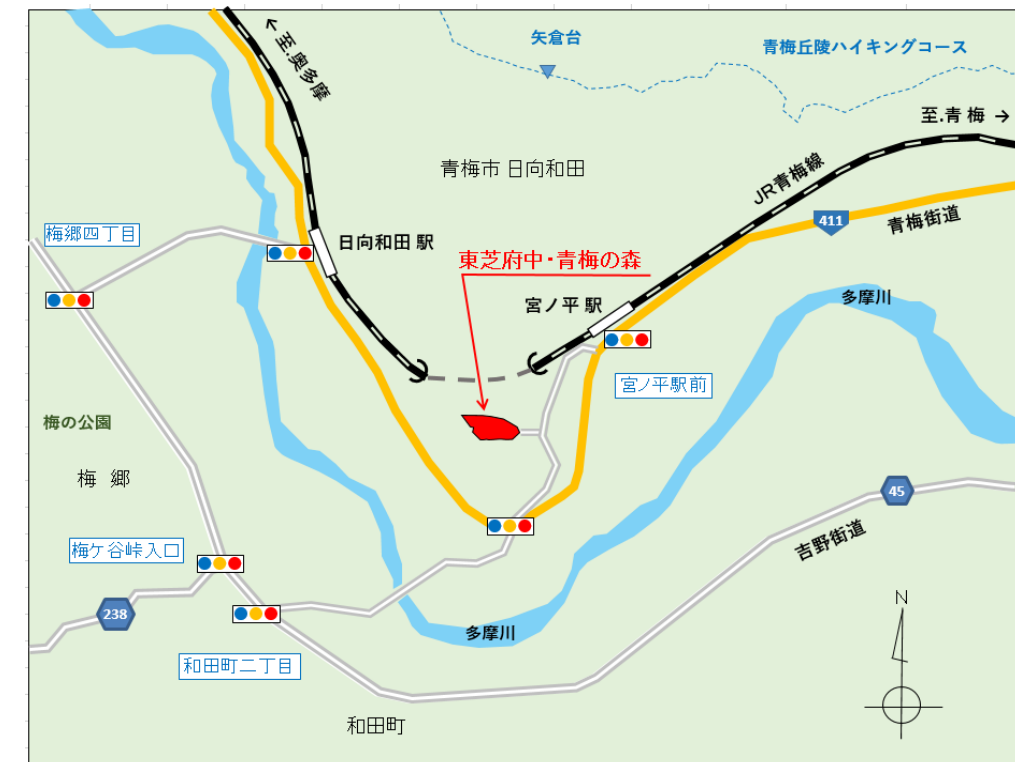 ←至.奥多摩
矢倉台
青梅丘陵ハイキングコース
至.青 梅 →
青梅市 日向和田
JR青梅線
411
青梅街道
梅郷四丁目
日向和田 駅
東芝府中・青梅の森
宮ノ平 駅
多摩川
宮ノ平駅前
梅の公園
梅 郷
45
吉野街道
梅ケ谷峠入口
238
N
多摩川
和田町二丁目
和田町